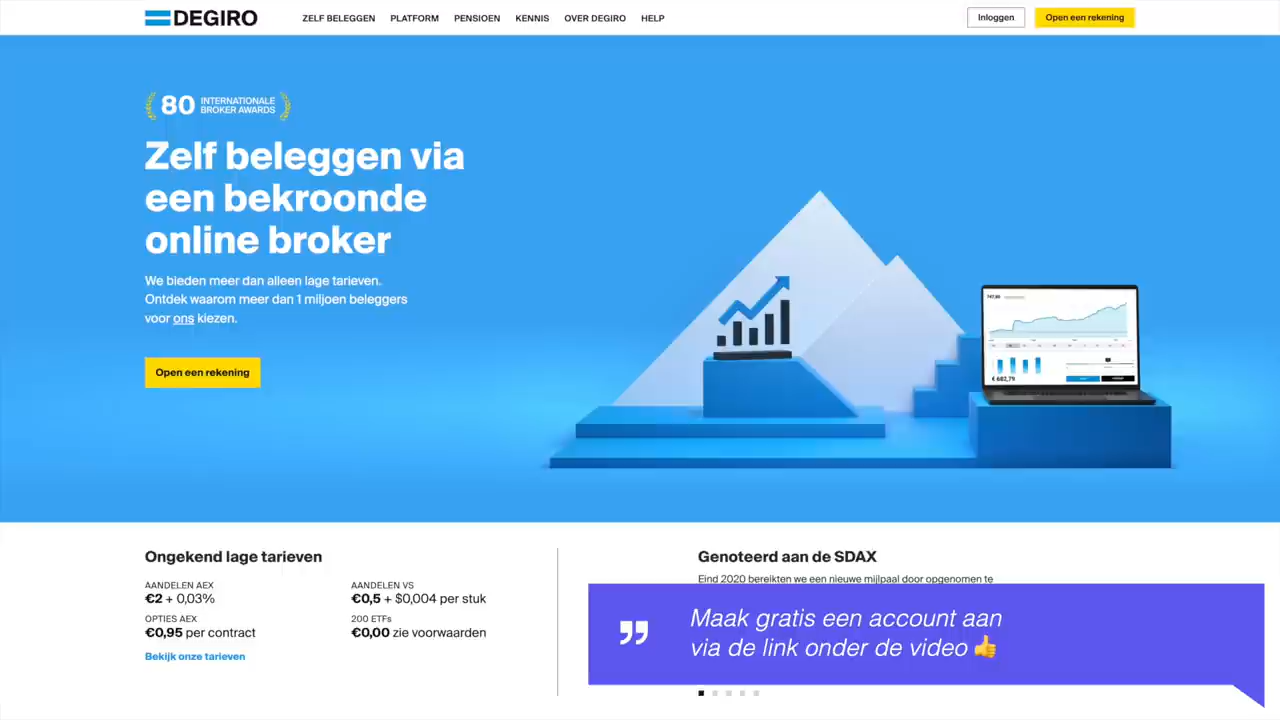 DEGIRO
ZELF BELEGGEN
PLATFORM
PENSIOEN
KENNIS
OVER DEGIRO
HELP
Inloggen
Open een rekening
80 INTERNATIONALE
BROKER AWARDS
Zelf beleggen via
een bekroonde
online broker
We bieden meer dan alleen lage tarieven.
Ontdek waarom meer dan 1 miljoen beleggers
voor ons kiezen.
Open een rekening
747,80
€ 682,79
Ongekend lage tarieven
AANDELEN AEX
€2 + 0,03%
AANDELEN VS
€0,5 + $0,004 per stuk
OPTIES AEX
€0,95 per contract
200 ETFs
€0,00 zie voorwaarden
Bekijk onze tarieven
Genoteerd aan de SDAX
Eind 2020 bereikten we een nieuwe mijlpaal door opgenomen te
Maak gratis een account aan
via de link onder de video 👍